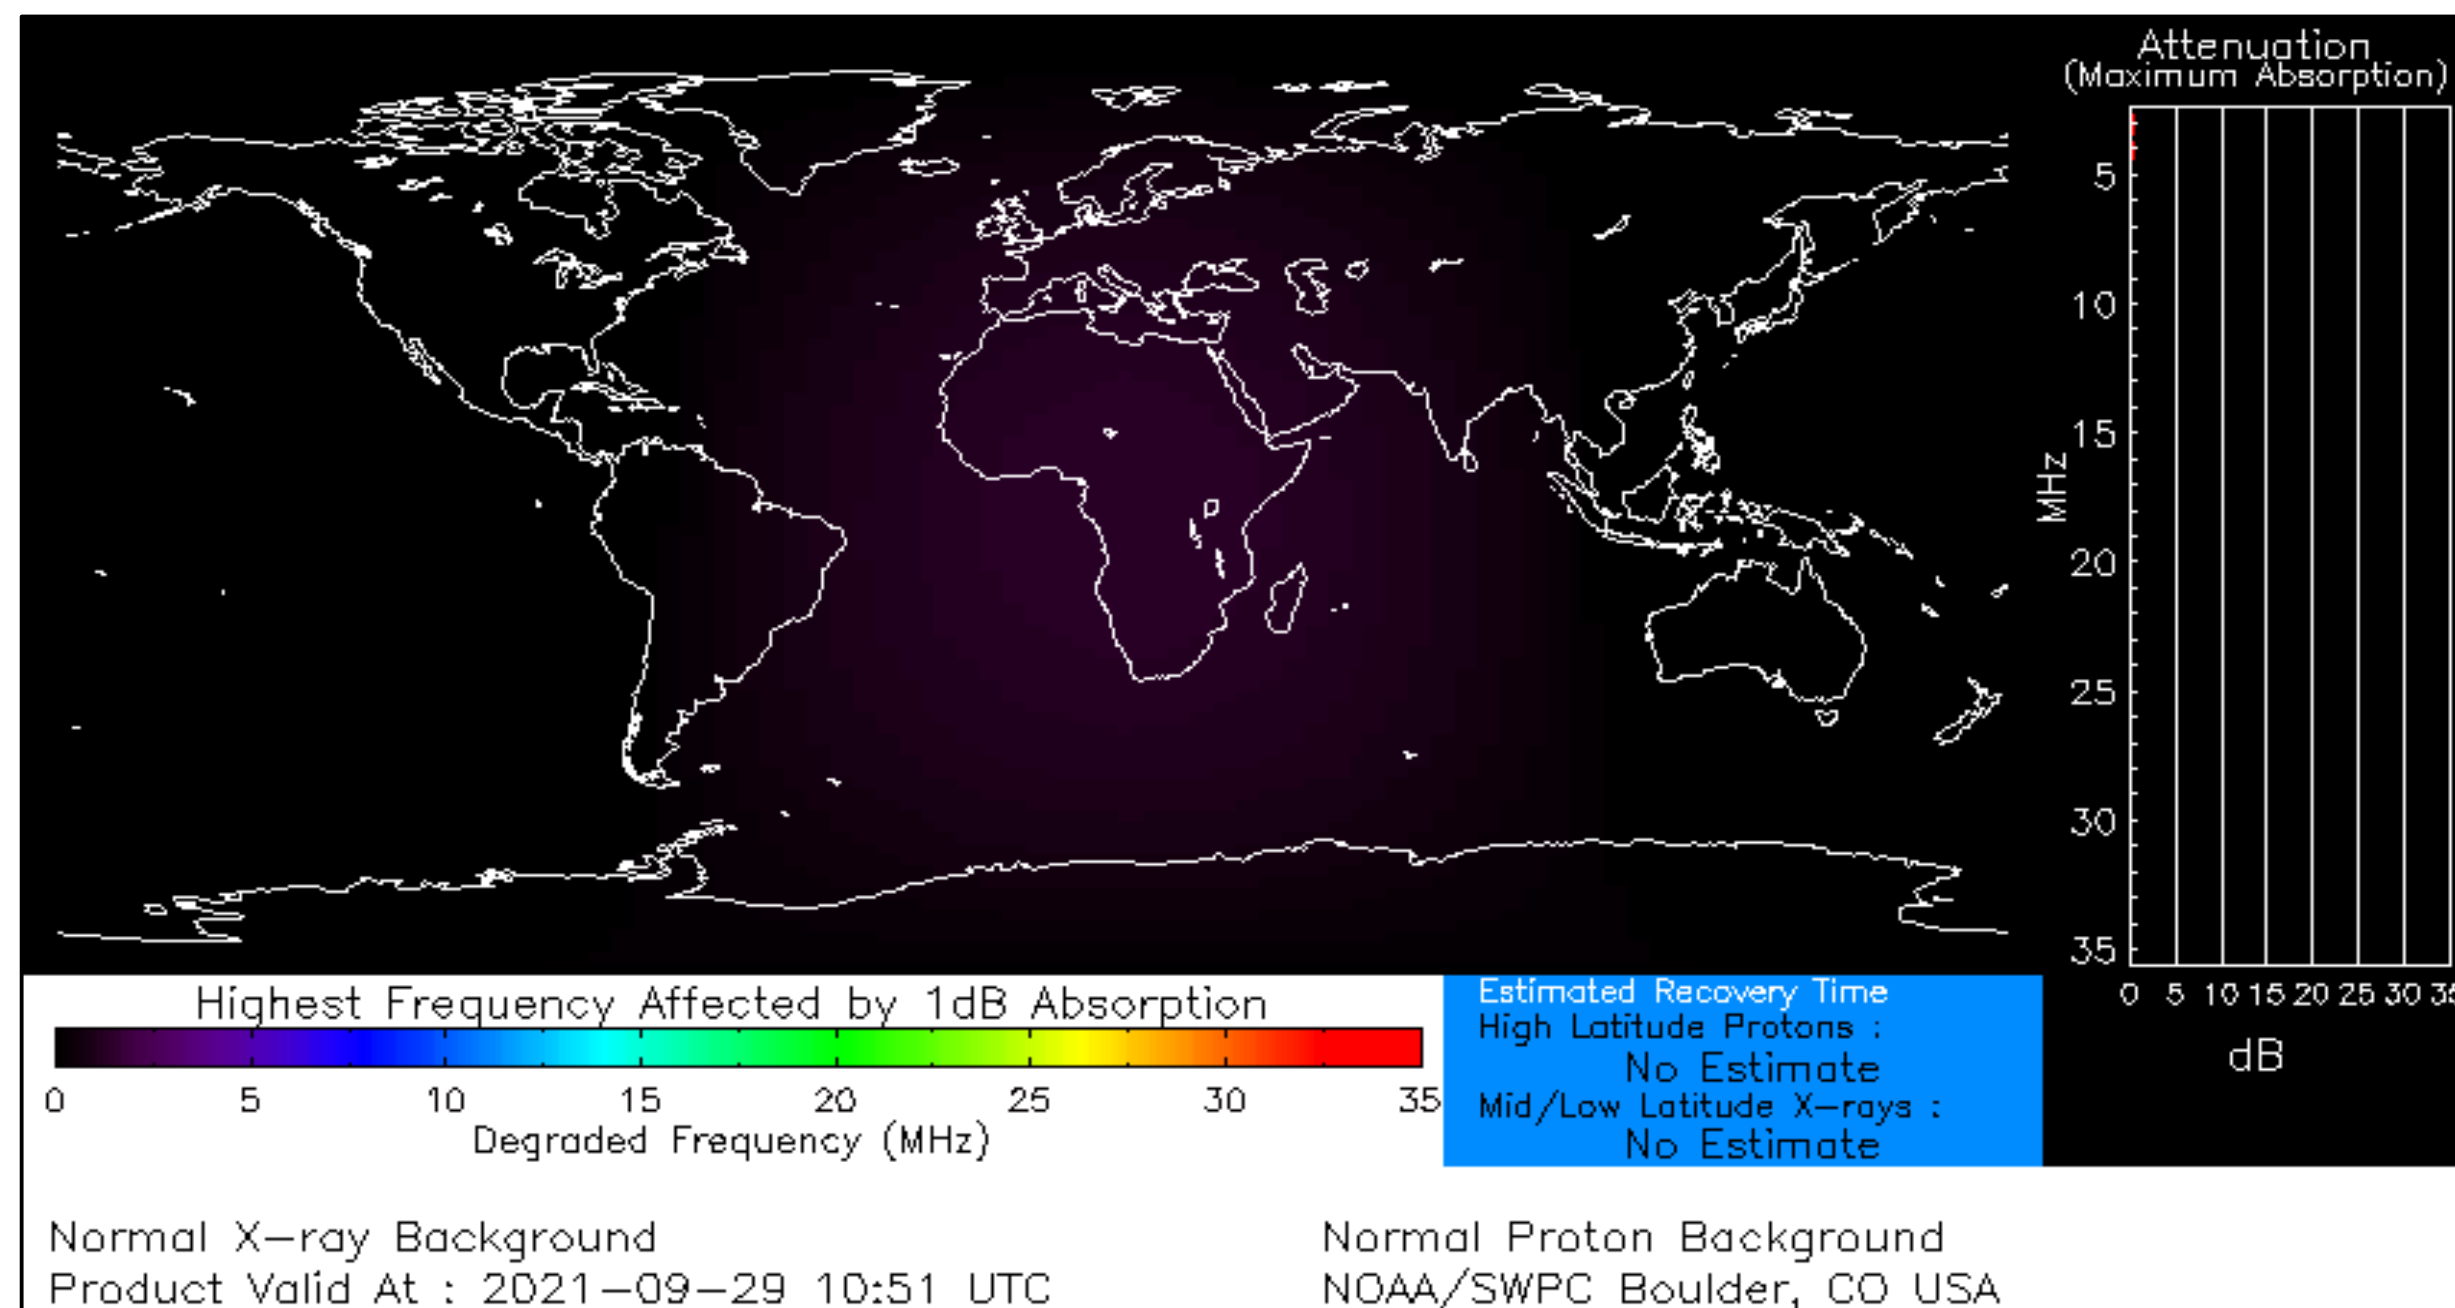 Attenuation
(Maximum Absorption)
5
10
15
20
25
30
35
MHz
0 5 10 15 20 25 30 35
dB
Highest Frequency Affected by 1dB Absorption
0 5 10 15 20 25 30 35
Degraded Frequency (MHz)
Estimated Recovery Time
High Latitude Protons :
No Estimate
Mid/Low Latitude X-rays :
No Estimate
Normal X-ray Background
Normal Proton Background
Product Valid At : 2021-09-29 10:51 UTC
NOAA/SWPC Boulder, CO USA